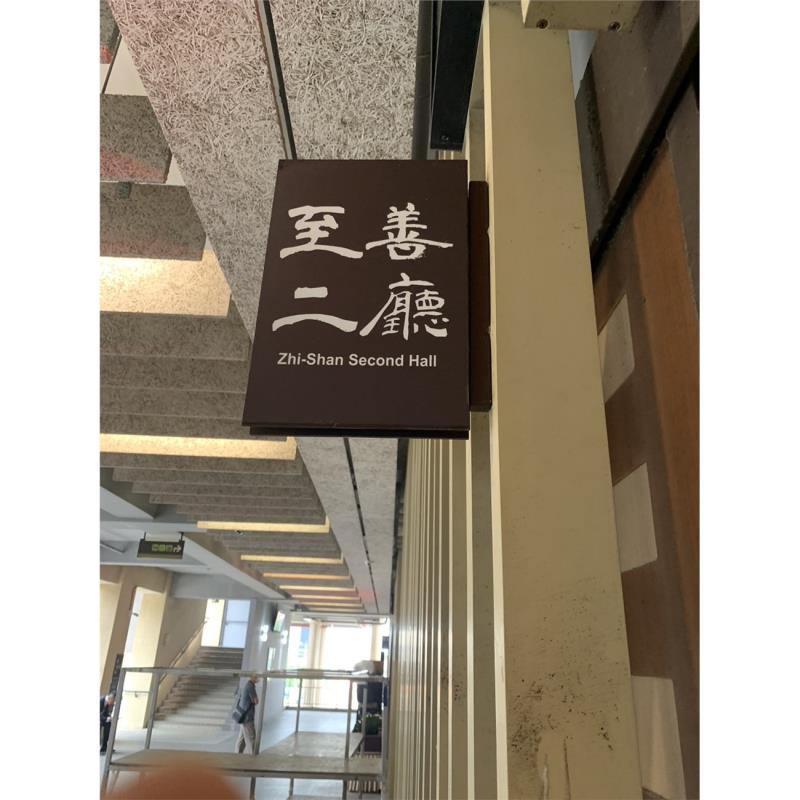 至善
二廳
Zhi-Shan Second Hall